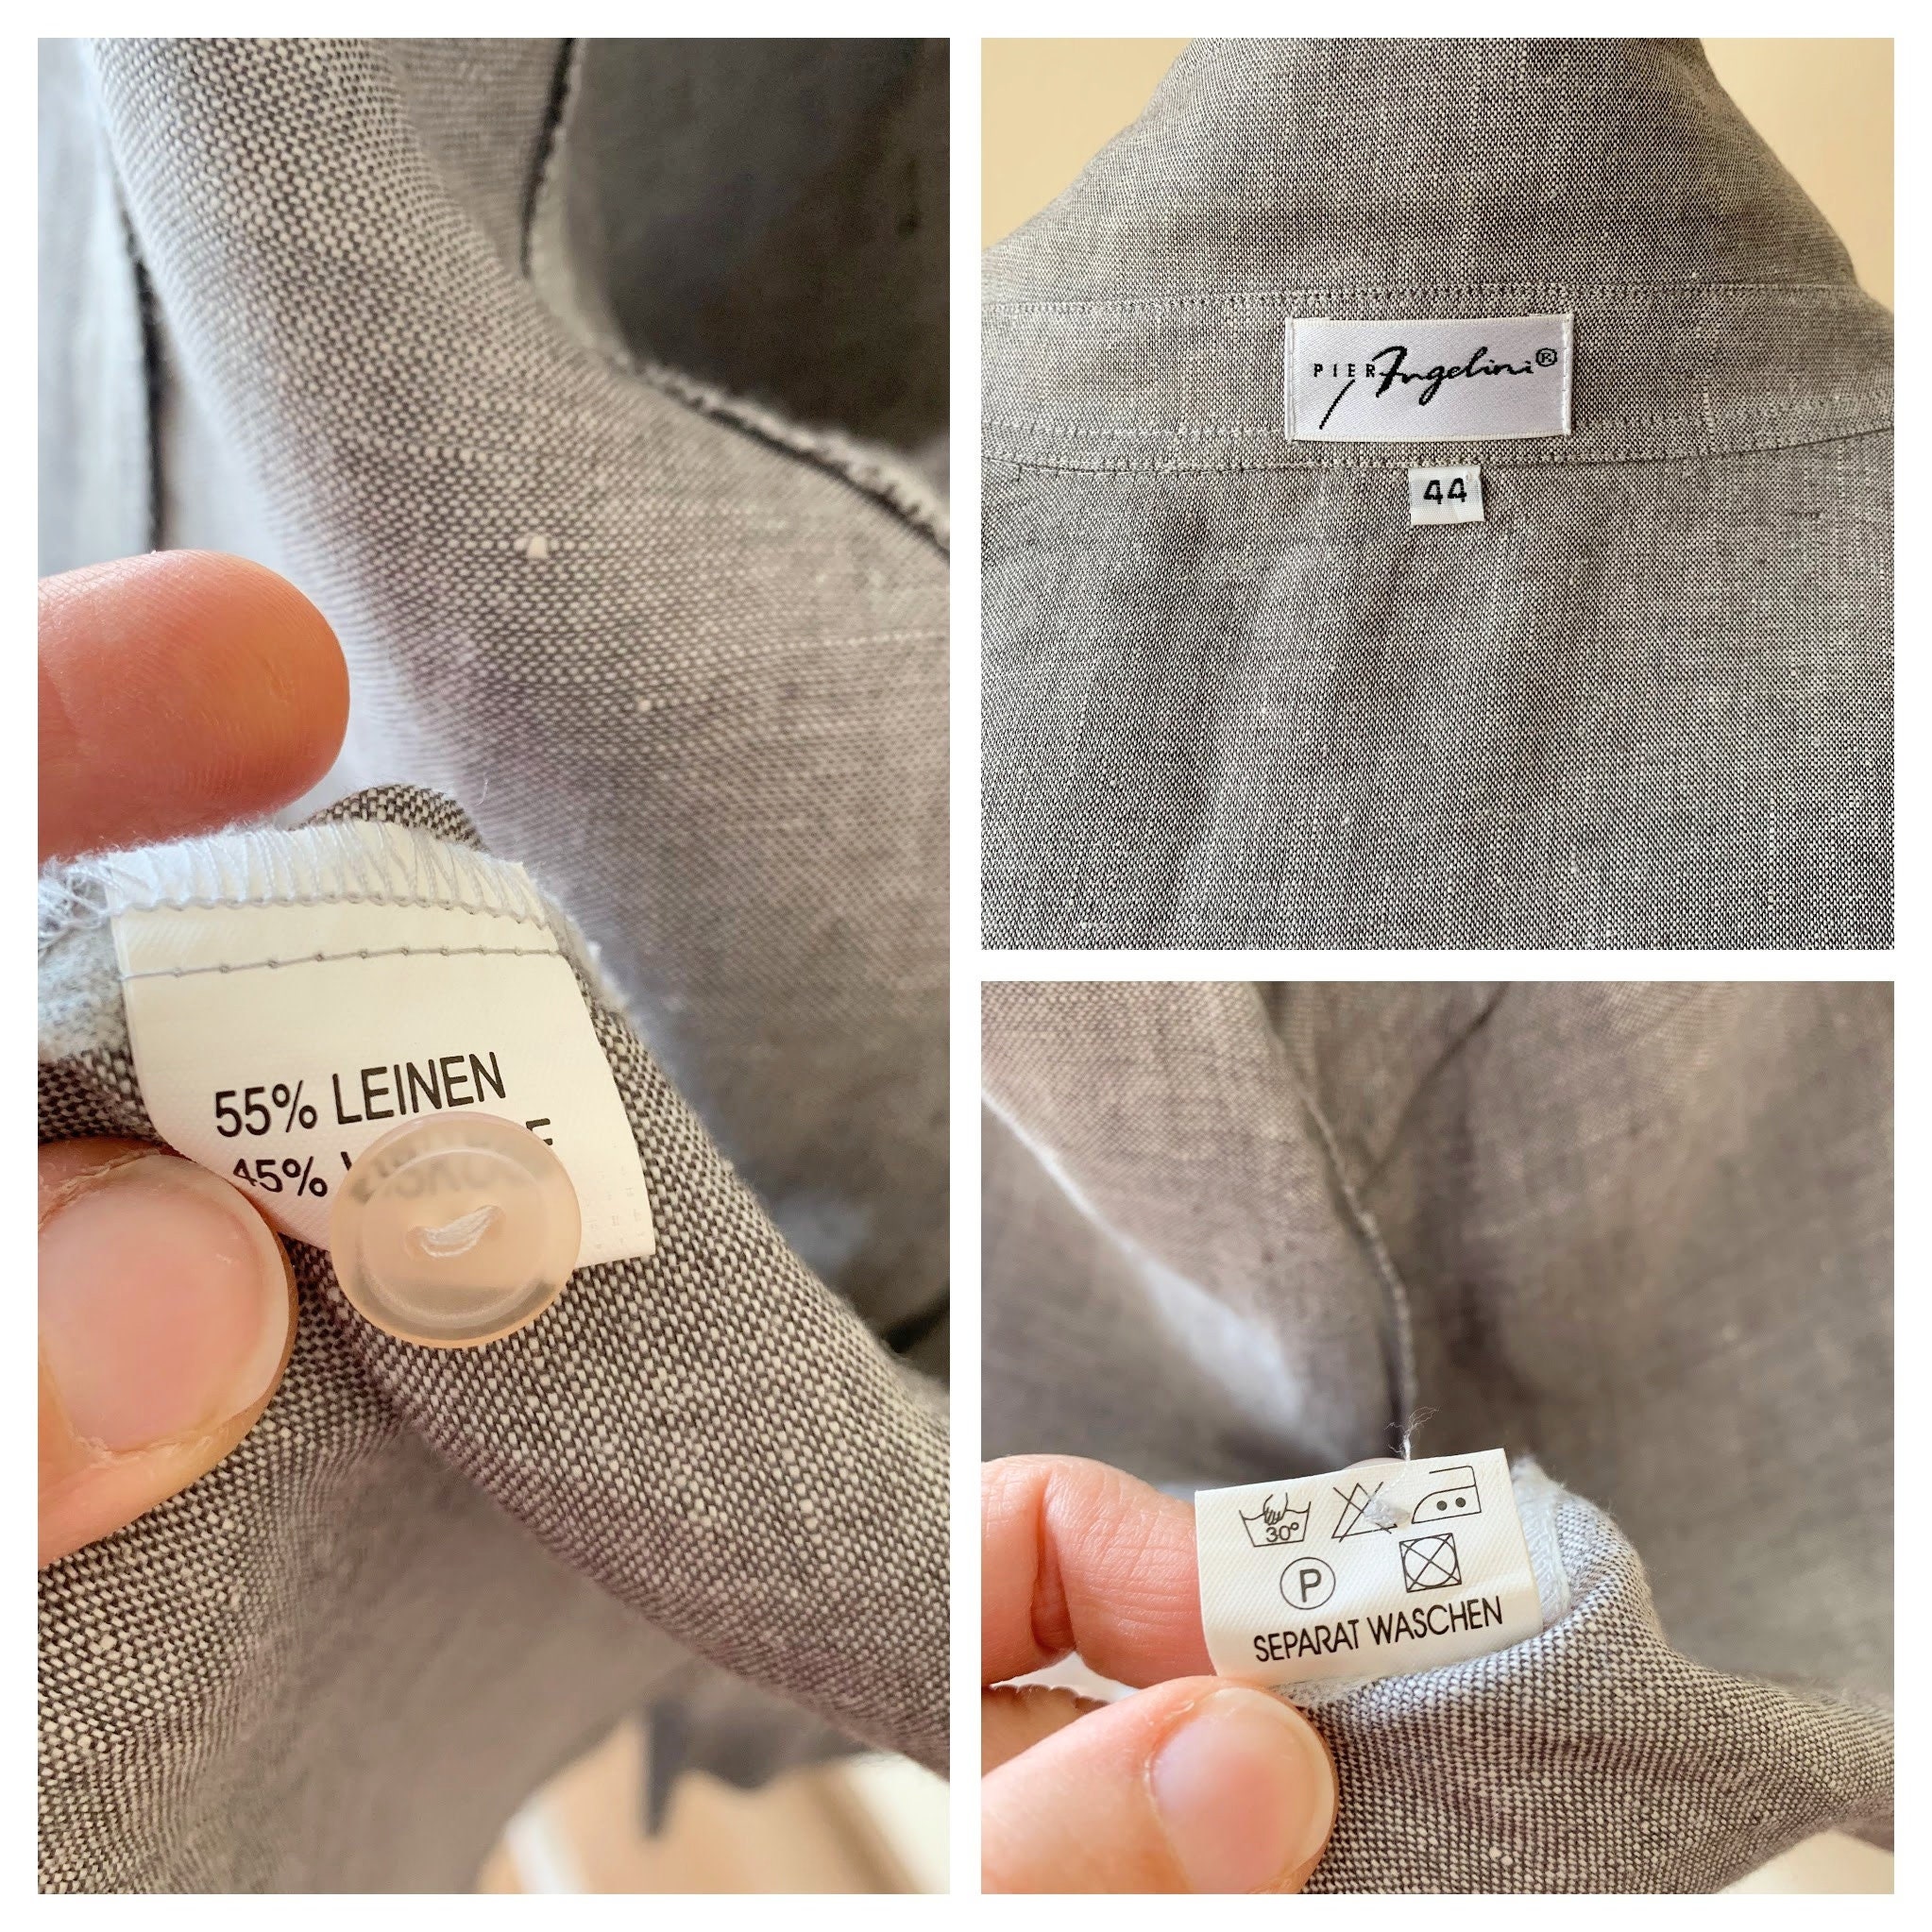 55% LEINEN
45%
PIER Angelini®
44
30°
P
SEPARAT WASCHEN